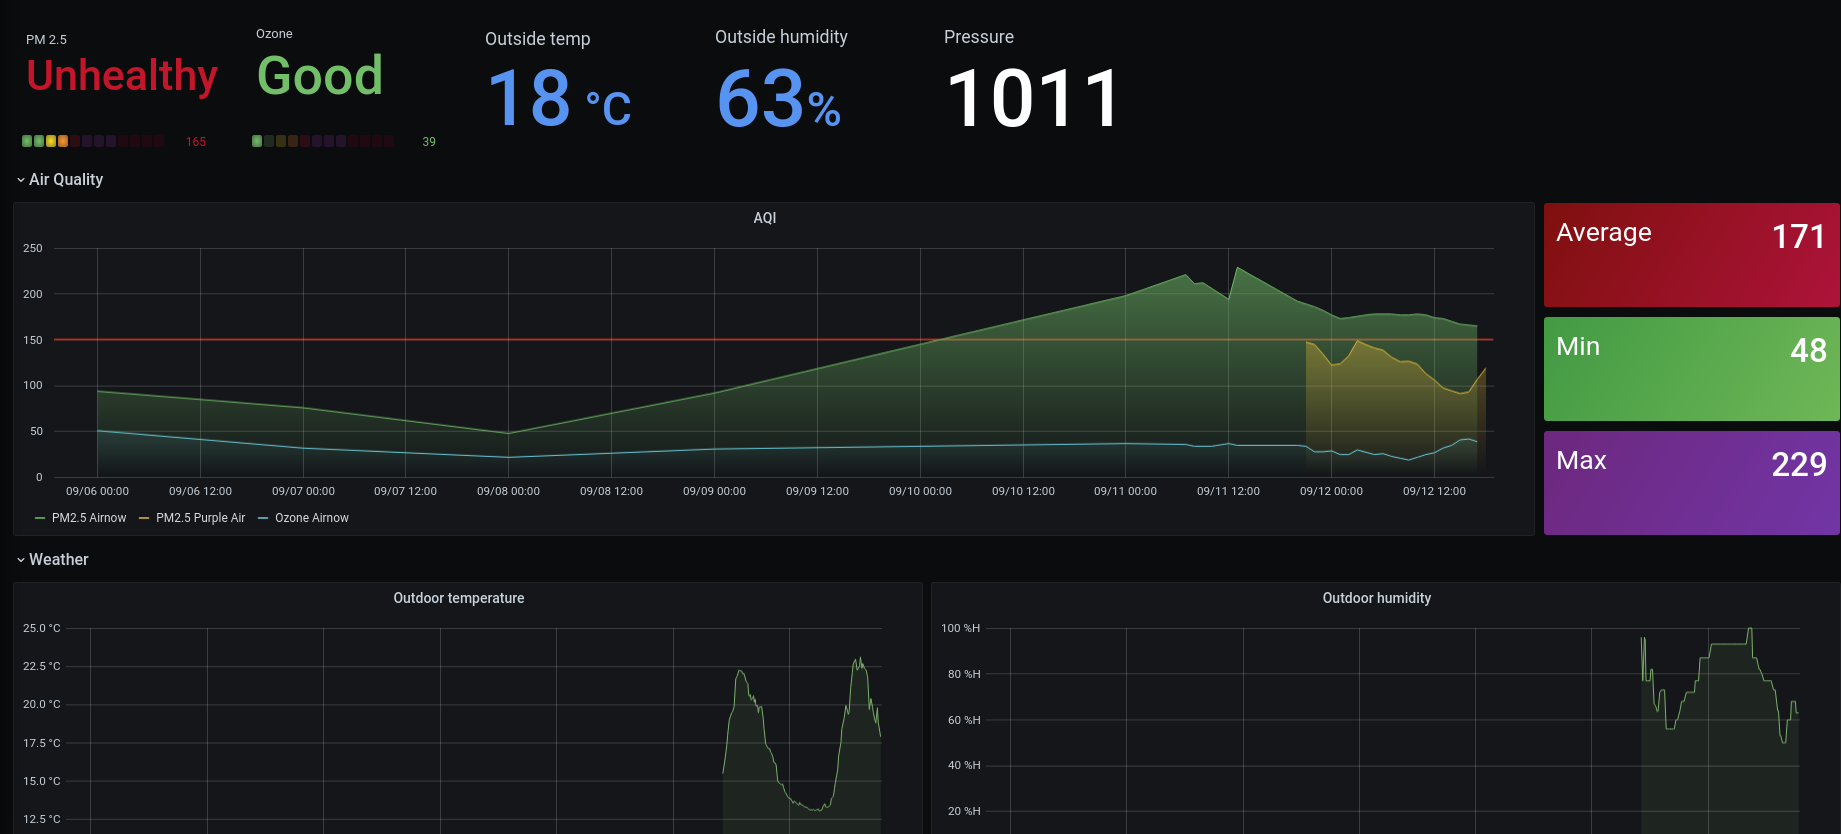 PM 2.5
Unhealthy
165
Ozone
Good
39
Outside temp
18 °C
Outside humidity
63%
Pressure
1011
Air Quality
AQI
250
200
150
100
50
0
09/06 00:00 09/06 12:00 09/07 00:00 09/07 12:00 09/08 00:00 09/08 12:00 09/09 00:00 09/09 12:00 09/10 00:00 09/10 12:00 09/11 00:00 09/11 12:00 09/12 00:00 09/12 12:00
PM2.5 Airnow PM2.5 Purple Air Ozone Airnow
Average 171
Min 48
Max 229
Weather
Outdoor temperature
25.0 °C
22.5 °C
20.0 °C
17.5 °C
15.0 °C
12.5 °C
Outdoor humidity
100 %H
80 %H
60 %H
40 %H
20 %H